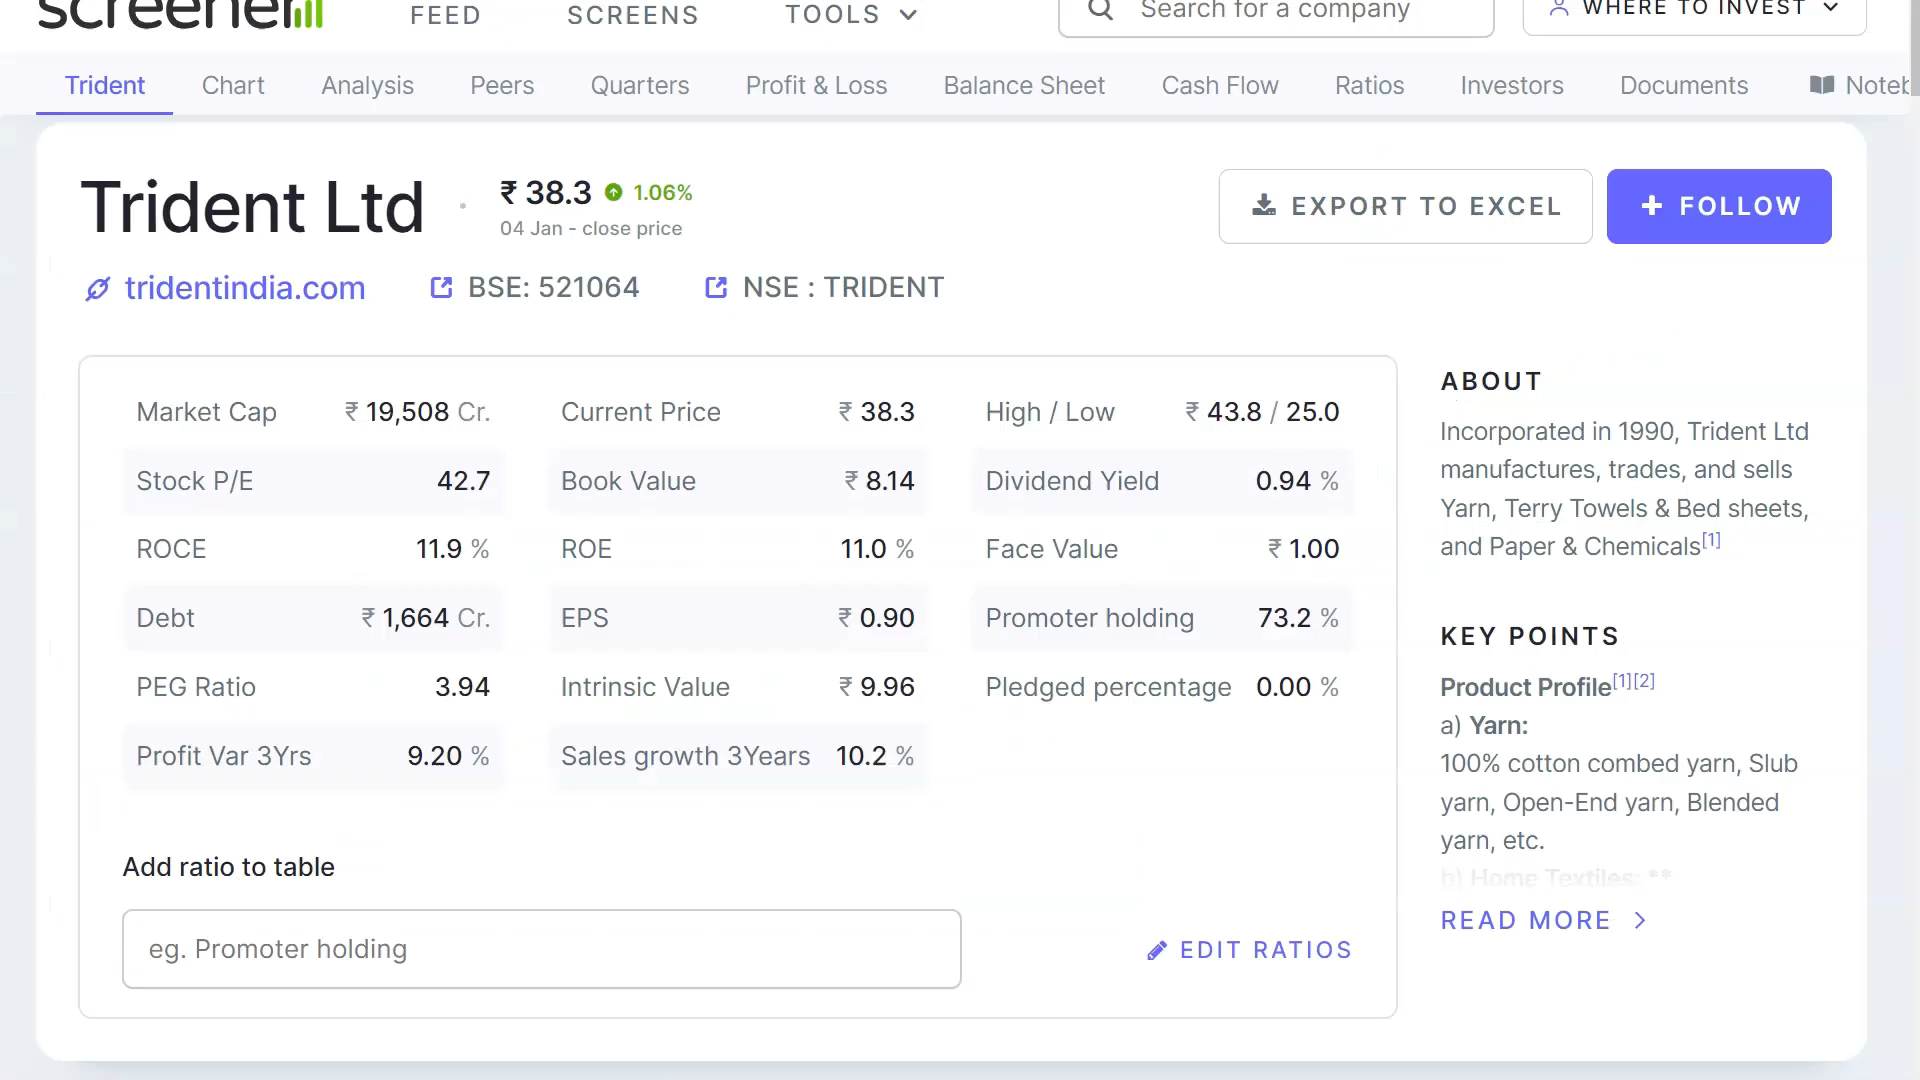 screener
FEED
SCREENS
TOOLS
Search for a company
WHERE TO INVEST
Trident
Chart
Analysis
Peers
Quarters
Profit & Loss
Balance Sheet
Cash Flow
Ratios
Investors
Documents
Noteb
Trident Ltd
₹ 38.3 1.06%
04 Jan - close price
EXPORT TO EXCEL
+ FOLLOW
tridentindia.com
BSE: 521064
NSE : TRIDENT
Market Cap ₹ 19,508 Cr.
Current Price ₹ 38.3
High / Low ₹ 43.8 / 25.0
Stock P/E 42.7
Book Value ₹ 8.14
Dividend Yield 0.94 %
ROCE 11.9 %
ROE 11.0 %
Face Value ₹ 1.00
Debt ₹ 1,664 Cr.
EPS ₹ 0.90
Promoter holding 73.2 %
PEG Ratio 3.94
Intrinsic Value ₹ 9.96
Pledged percentage 0.00 %
Profit Var 3Yrs 9.20 %
Sales growth 3Years 10.2 %
Add ratio to table
eg. Promoter holding
EDIT RATIOS
ABOUT
Incorporated in 1990, Trident Ltd
manufactures, trades, and sells
Yarn, Terry Towels & Bed sheets,
and Paper & Chemicals[1]
KEY POINTS
Product Profile[1][2]
a) Yarn:
100% cotton combed yarn, Slub
yarn, Open-End yarn, Blended
yarn, etc.
b) Home Textiles: **
READ MORE